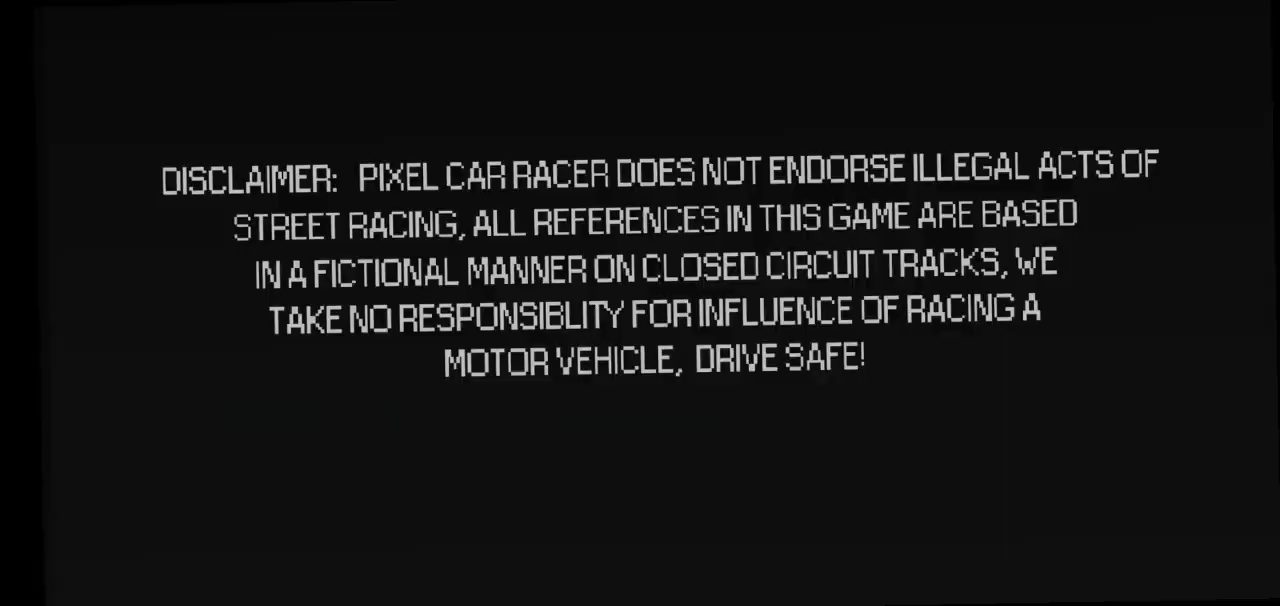 DISCLAIMER: PIXEL CAR RACER DOES NOT ENDORSE ILLEGAL ACTS OF
STREET RACING, ALL REFERENCES IN THIS GAME ARE BASED
IN A FICTIONAL MANNER ON CLOSED CIRCUIT TRACKS, WE
TAKE NO RESPONSIBLITY FOR INFLUENCE OF RACING A
MOTOR VEHICLE, DRIVE SAFE!